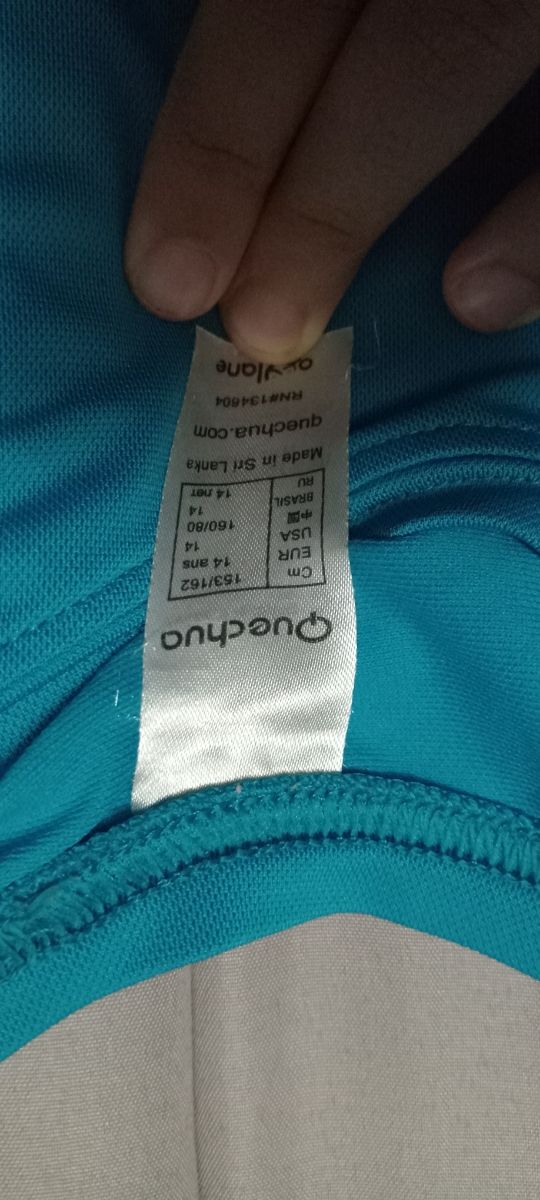 Quechua
Cm 153/162
EUR 14 ans
USA 14
中国 160/80
BRASIL 14
RU 14 лет
Made in Sri Lanka
quechua.com
RN#134604